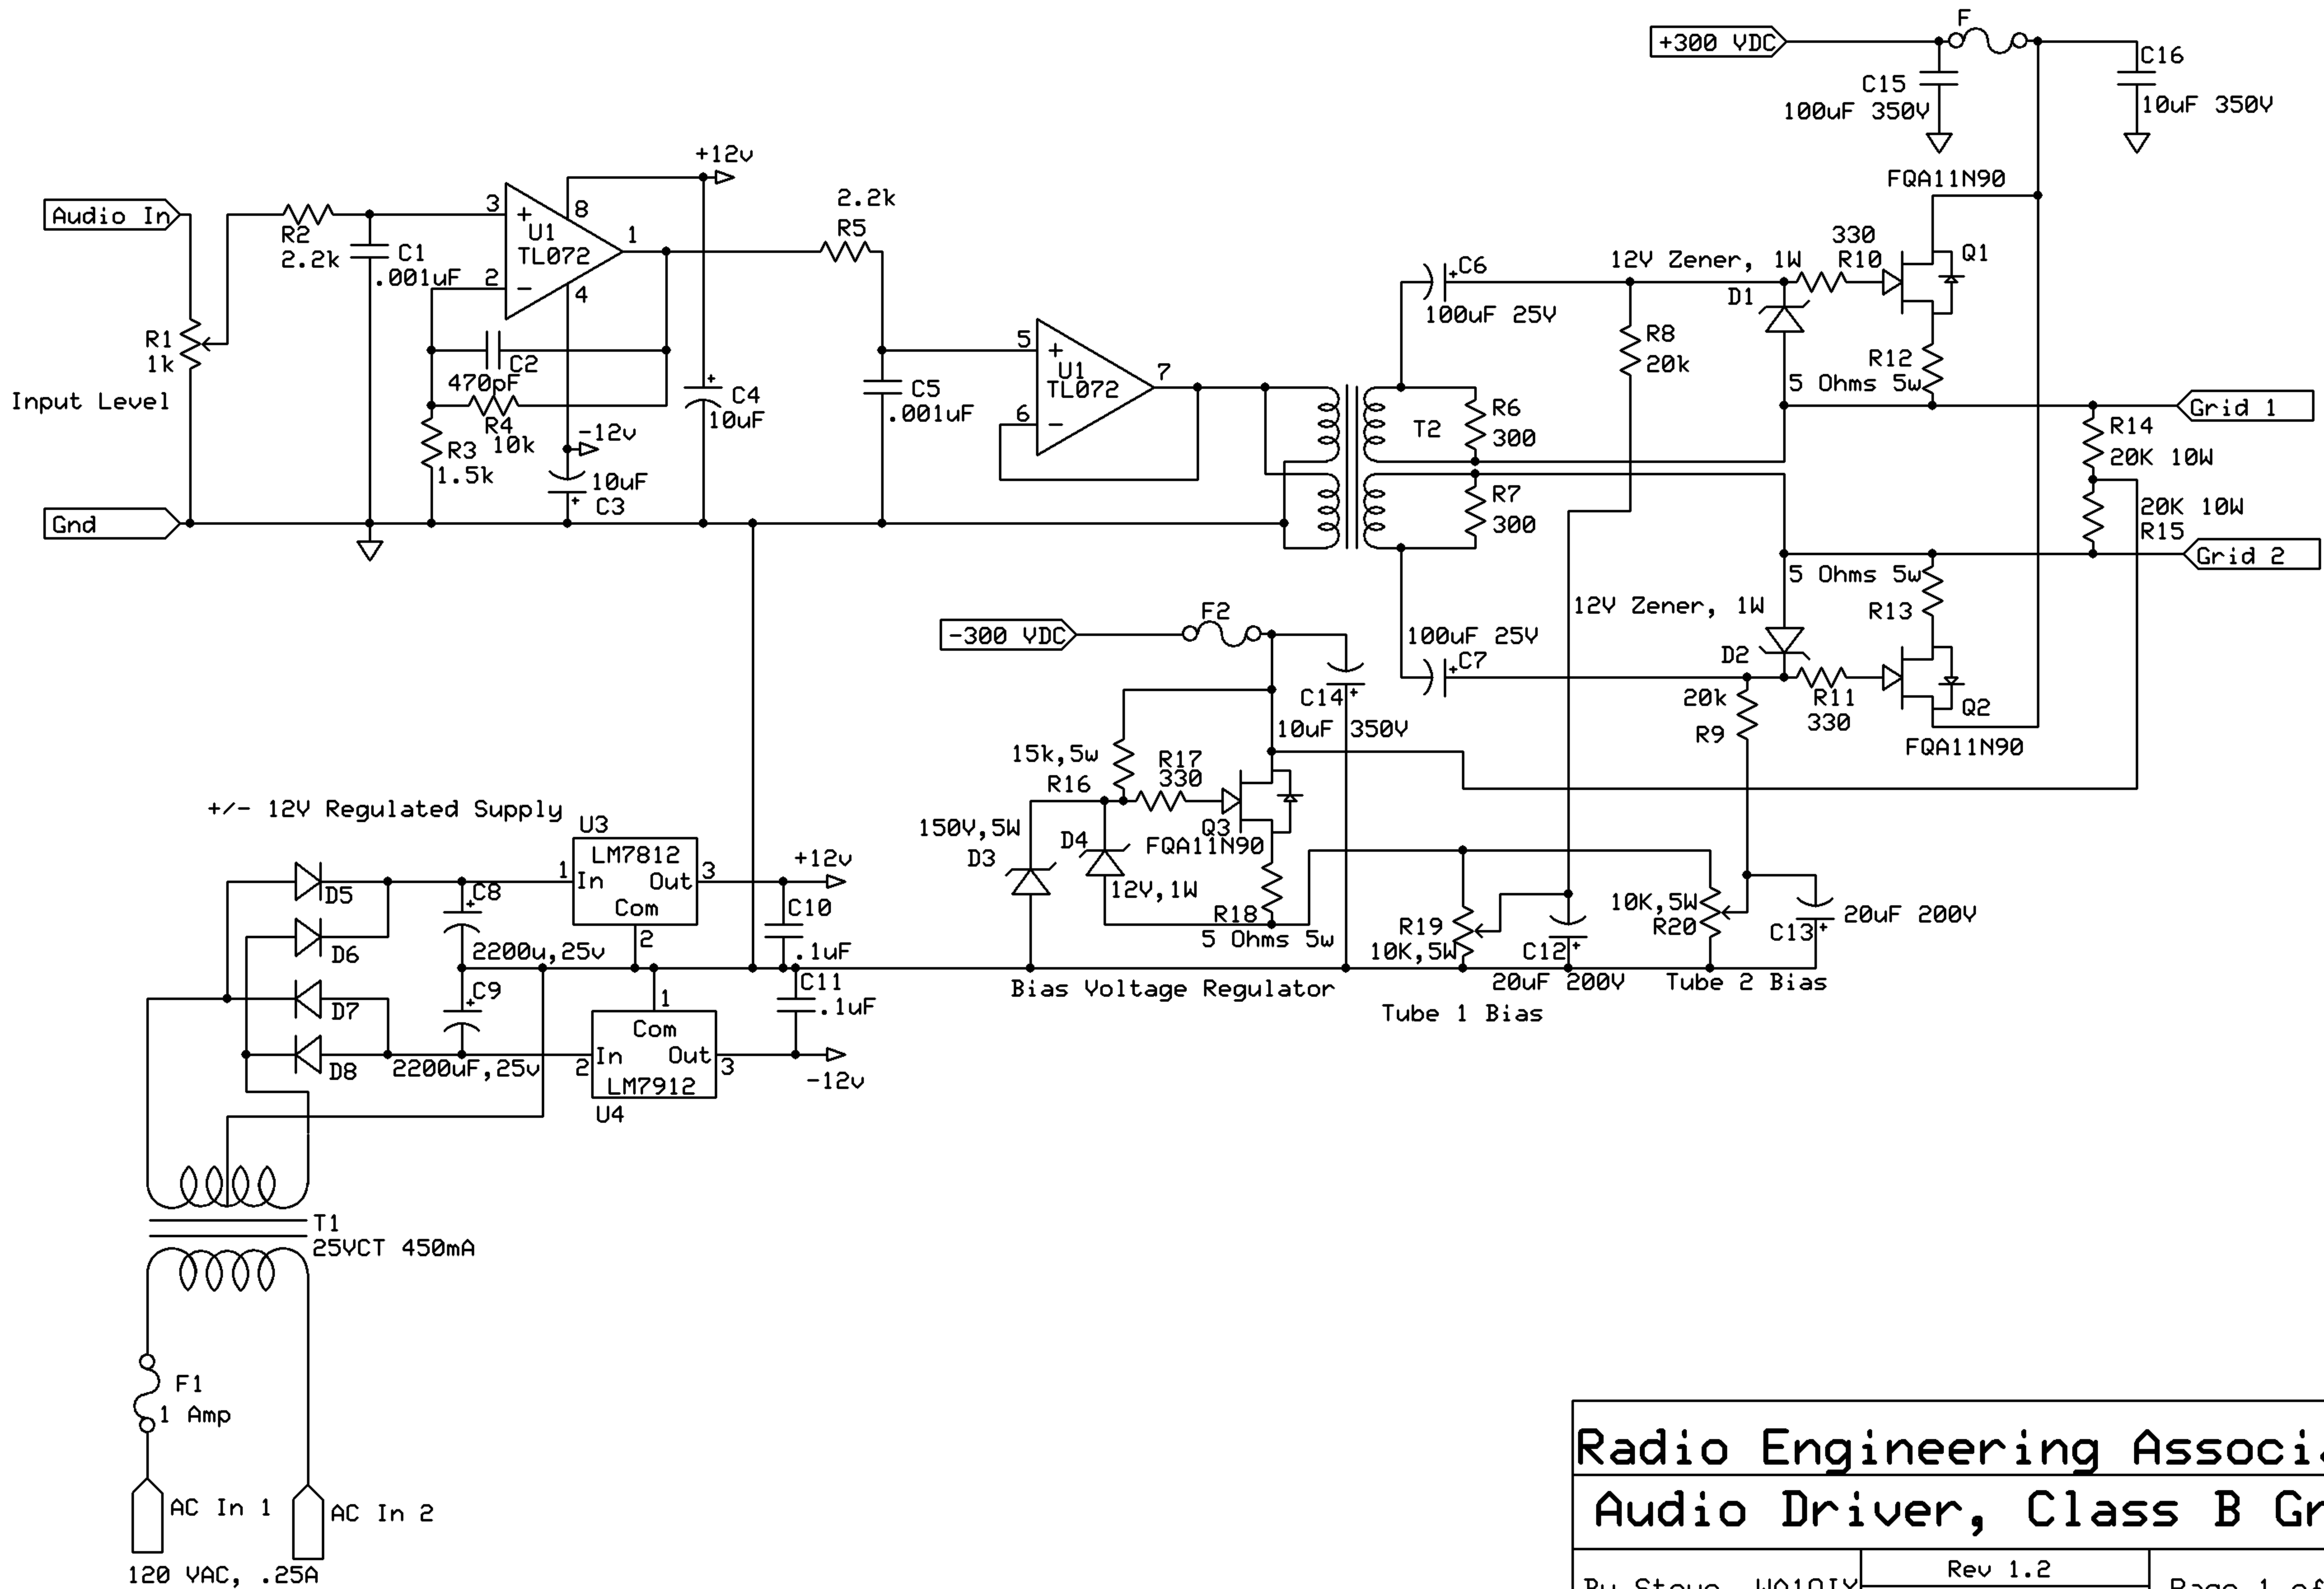 F
+300 VDC
C16
C15
100uF 350V
10uF 350V
+12v
FQA11N90
2.2k
R5
Audio In
3
+
8
U1
TL072
1
R2
2.2k
C1
.001uF
2
-
4
330
R10
Q1
12V Zener, 1W
D1
C6
+
100uF 25V
R1
1k
Input Level
C2
470pF
R4
10k
R3
1.5k
-12v
10uF
C3
+
+
C4
10uF
5
+
U1
TL072
7
6
-
C5
.001uF
R8
20k
R12
5 Ohms 5w
Grid 1
R6
300
T2
R14
20K 10W
R7
300
20K 10W
R15
Gnd
Grid 2
5 Ohms 5w
R13
12V Zener, 1W
D2
F2
-300 VDC
100uF 25V
C7
+
20k
R9
R11
330
Q2
FQA11N90
C14
+
10uF 350V
15k,5w
R16
R17
330
Q3
FQA11N90
150V,5W
D3
D4
12V,1W
R18
5 Ohms 5w
+/- 12V Regulated Supply
U3
LM7812
1
In
Out
3
Com
2
+12v
D5
D6
D7
D8
C8
+
2200u,25v
C9
+
2200uF,25v
C10
.1uF
C11
.1uF
1
Com
In
Out
2
3
LM7912
U4
-12v
Bias Voltage Regulator
R19
10K,5W
C12
+
20uF 200V
Tube 1 Bias
10K,5W
R20
C13
+
20uF 200V
Tube 2 Bias
T1
25VCT 450mA
F1
1 Amp
AC In 1
AC In 2
120 VAC, .25A
Radio Engineering Associa
Audio Driver, Class B Gr
Rev 1.2
By Steve, WA1QIX
Page 1